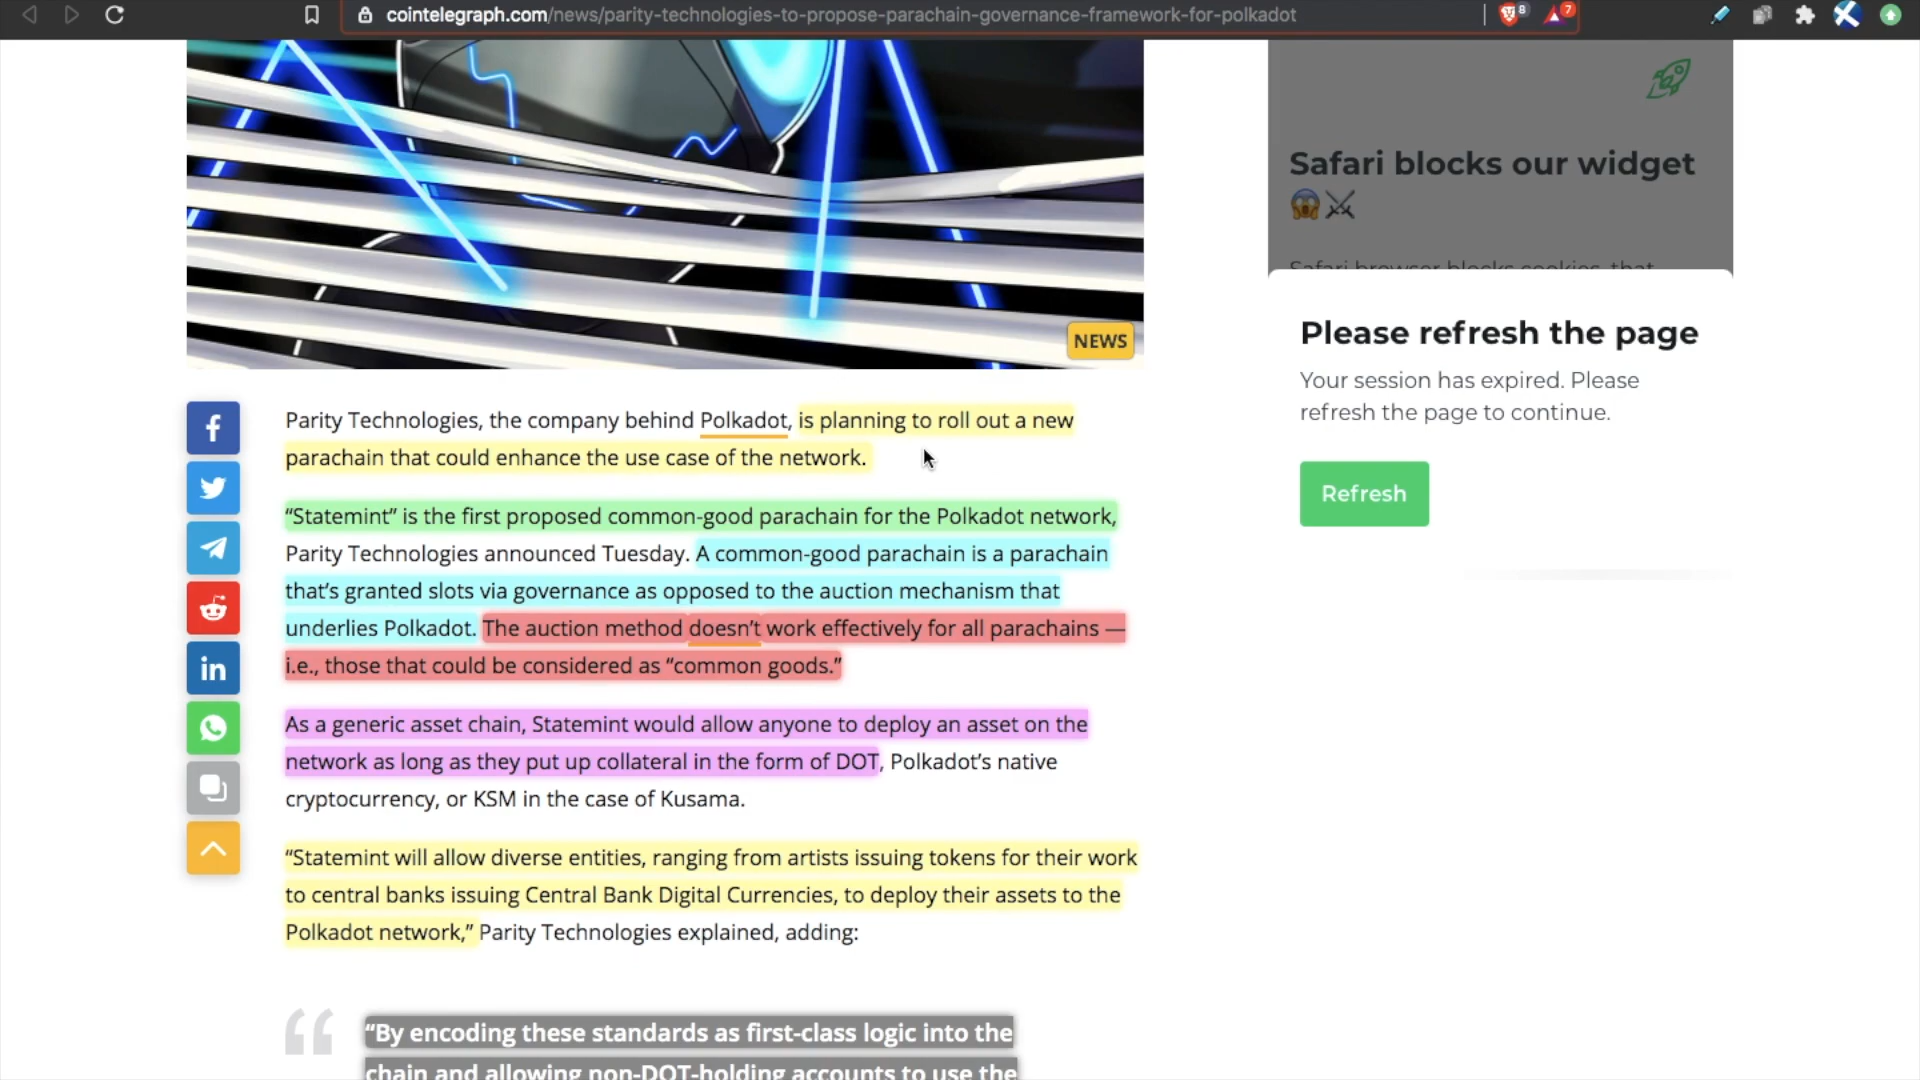 cointelegraph.com/news/parity-technologies-to-propose-parachain-governance-framework-for-polkadot
8
7
Safari blocks our widget
😱⚔
Safari browser blocks cookies, that
Please refresh the page
Your session has expired. Please
refresh the page to continue.
Refresh
NEWS
Parity Technologies, the company behind Polkadot, is planning to roll out a new
parachain that could enhance the use case of the network.
“Statemint” is the first proposed common-good parachain for the Polkadot network,
Parity Technologies announced Tuesday. A common-good parachain is a parachain
that’s granted slots via governance as opposed to the auction mechanism that
underlies Polkadot. The auction method doesn’t work effectively for all parachains —
i.e., those that could be considered as “common goods.”
As a generic asset chain, Statemint would allow anyone to deploy an asset on the
network as long as they put up collateral in the form of DOT, Polkadot’s native
cryptocurrency, or KSM in the case of Kusama.
“Statemint will allow diverse entities, ranging from artists issuing tokens for their work
to central banks issuing Central Bank Digital Currencies, to deploy their assets to the
Polkadot network,” Parity Technologies explained, adding:
“By encoding these standards as first-class logic into the
chain and allowing non-DOT-holding accounts to use the